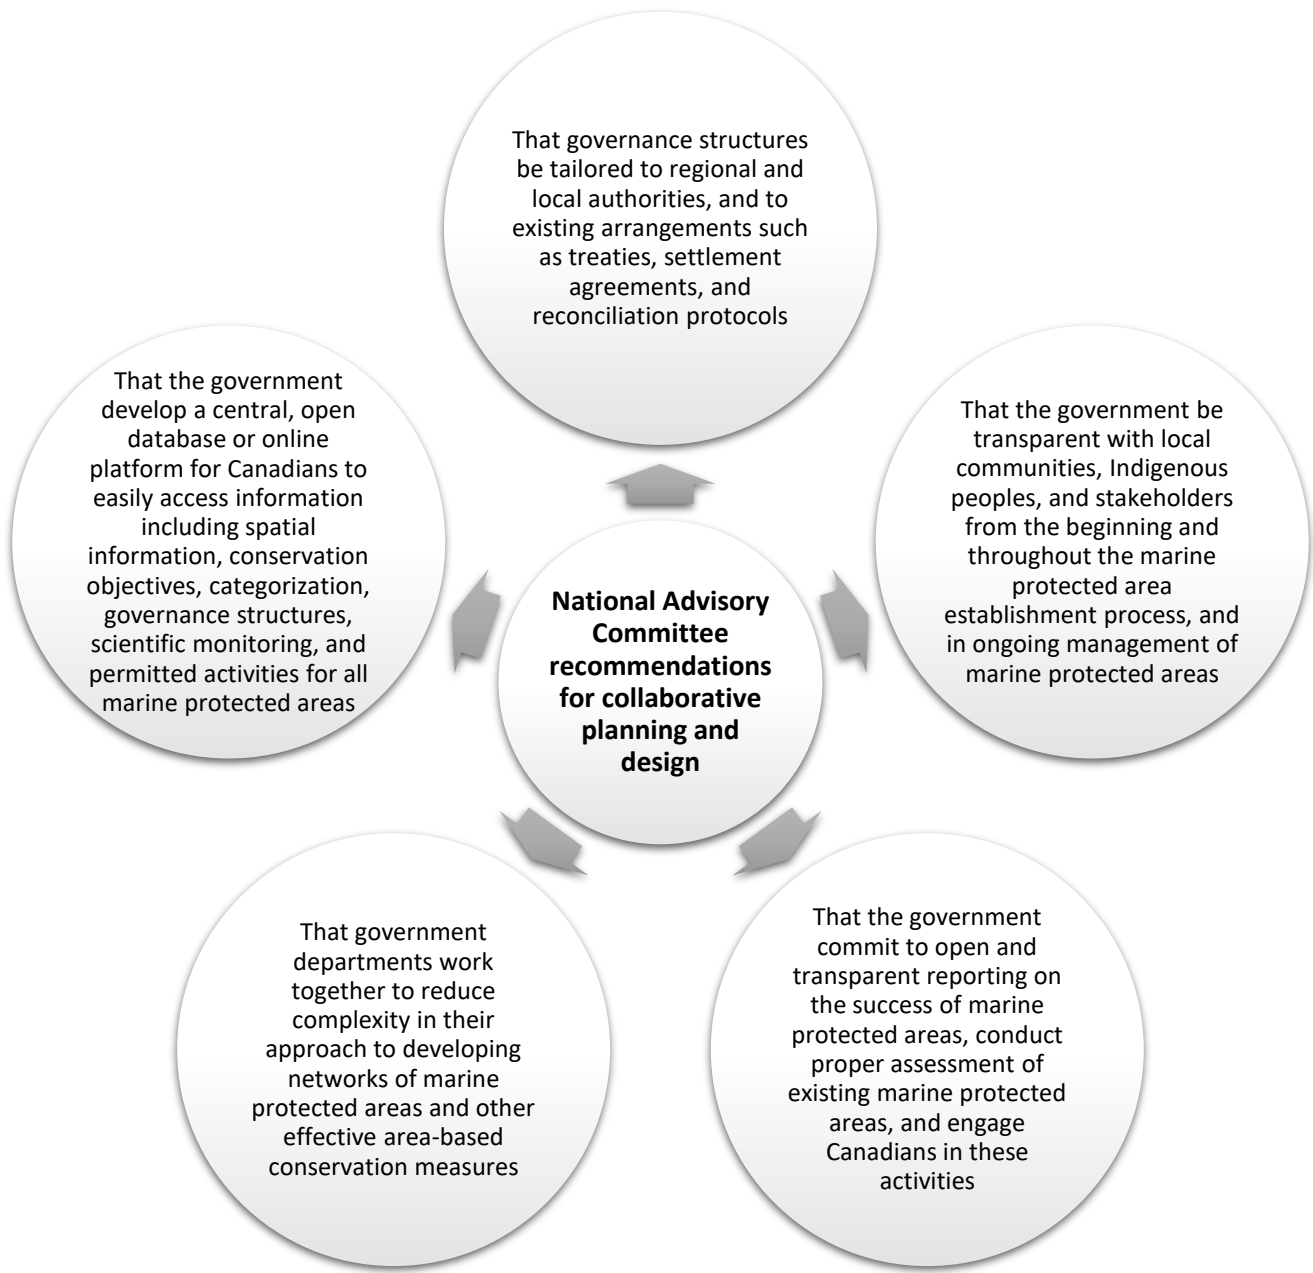 That governance structures
be tailored to regional and
local authorities, and to
existing arrangements such
as treaties, settlement
agreements, and
reconciliation protocols
That the government
develop a central, open
database or online
platform for Canadians to
easily access information
including spatial
information, conservation
objectives, categorization,
governance structures,
scientific monitoring, and
permitted activities for all
marine protected areas
That the government be
transparent with local
communities, Indigenous
peoples, and stakeholders
from the beginning and
throughout the marine
protected area
establishment process, and
in ongoing management of
marine protected areas
National Advisory
Committee
recommendations
for collaborative
planning and
design
That government
departments work
together to reduce
complexity in their
approach to developing
networks of marine
protected areas and other
effective area-based
conservation measures
That the government
commit to open and
transparent reporting on
the success of marine
protected areas, conduct
proper assessment of
existing marine protected
areas, and engage
Canadians in these
activities